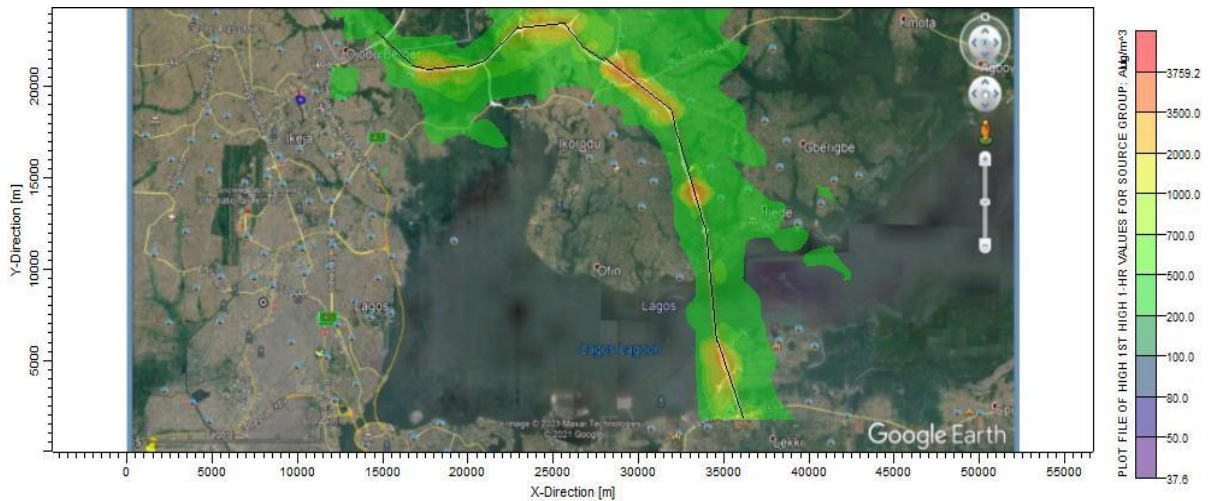 Imota
Ikeja
Ikorodu
Gberigbe
Ijede
Ofin
Lagos
Lagos
Lagos Lagoon
Image © 2021 Maxar Technologies
© 2021 Google
Google Earth
Lekki
Y-Direction [m]
20000
15000
10000
5000
0
5000
10000
15000
20000
25000
30000
35000
40000
45000
50000
55000
X-Direction [m]
PLOT FILE OF HIGH 1ST HIGH 1-HR VALUES FOR SOURCE GROUP:
3759.2
3500.0
2000.0
1000.0
700.0
500.0
200.0
100.0
80.0
50.0
37.6